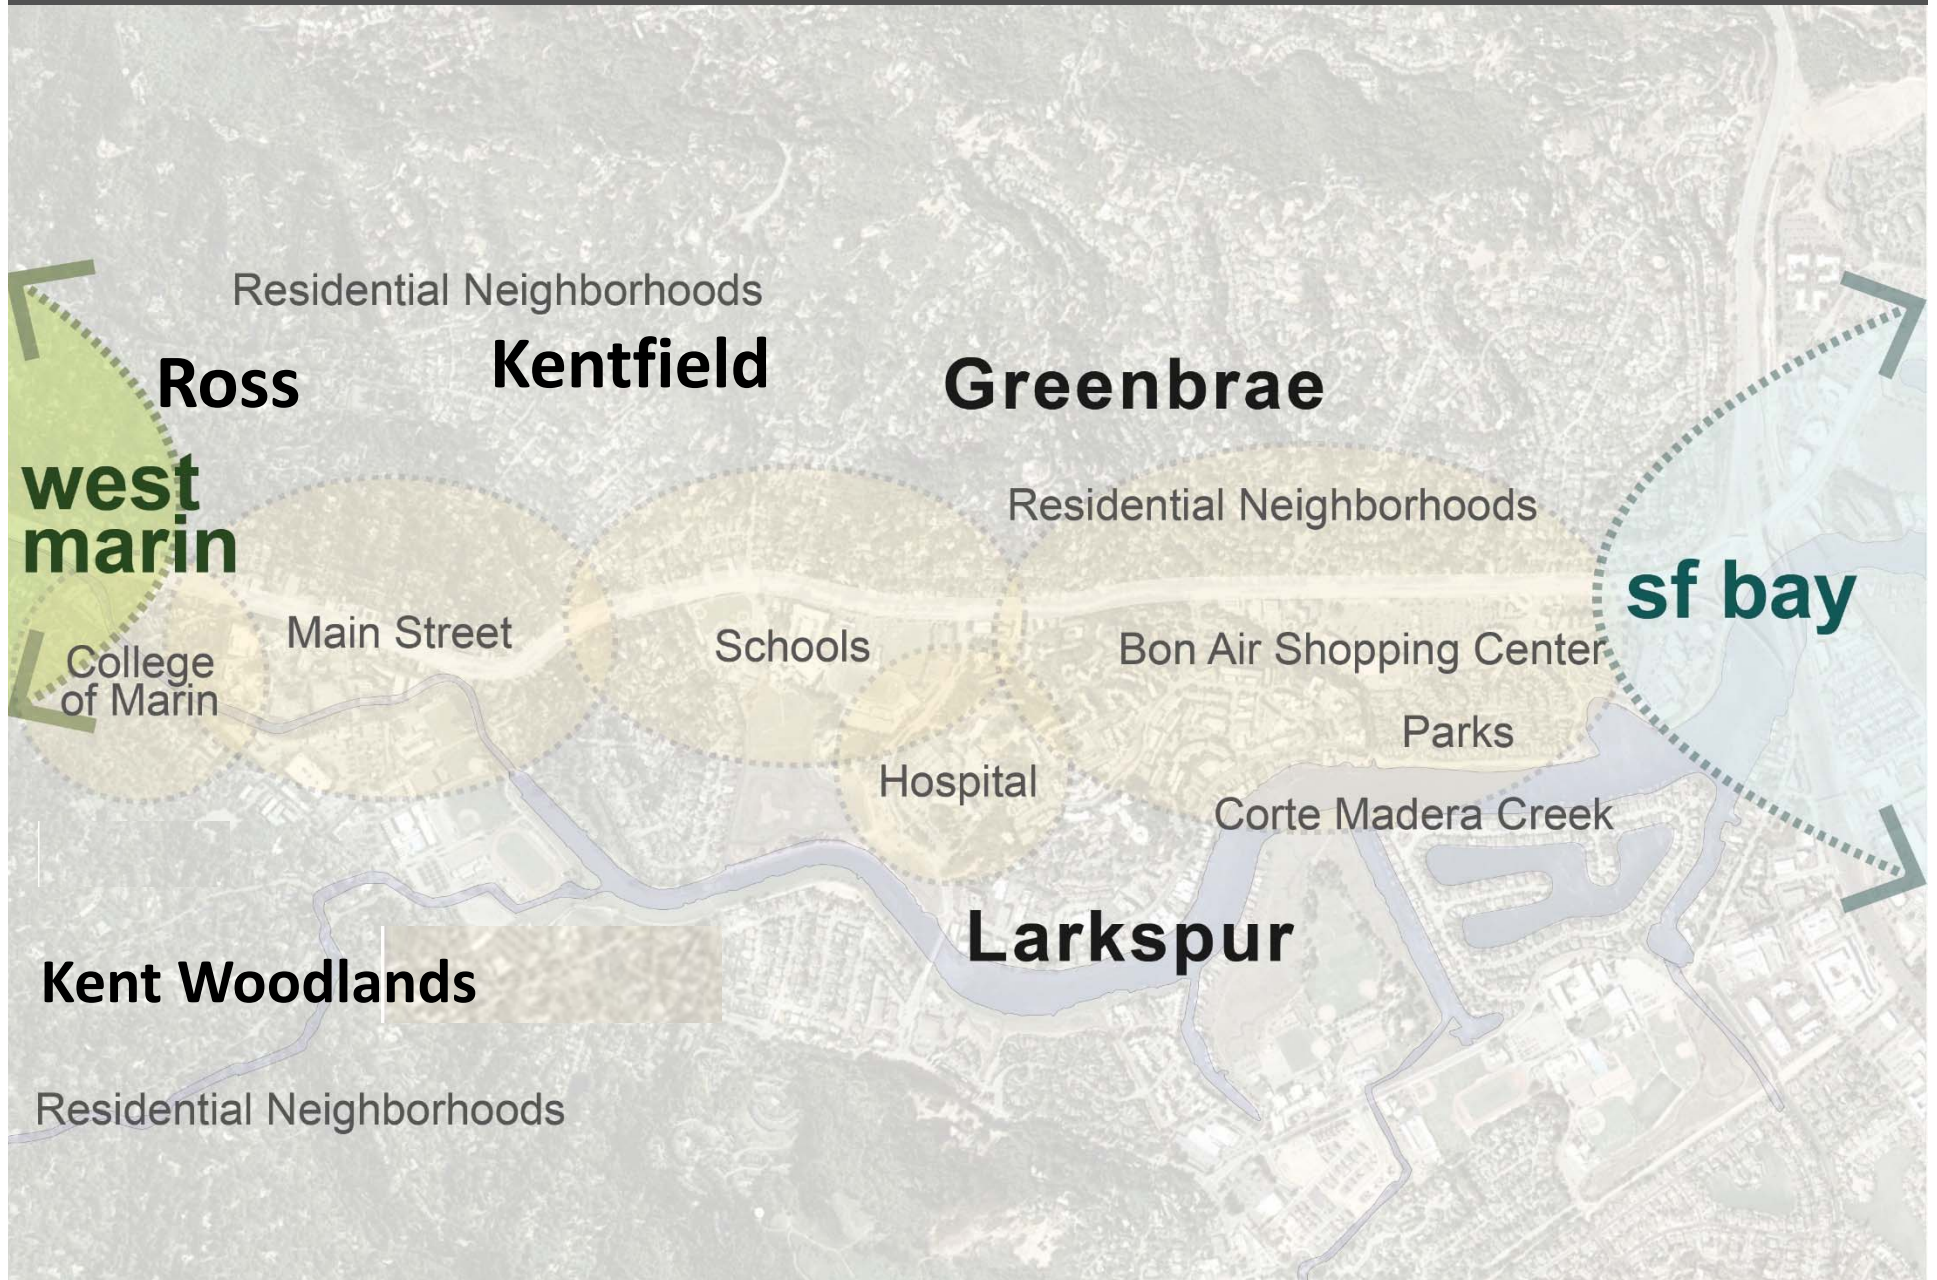 Residential Neighborhoods
Ross
Kentfield
Greenbrae
west
marin
Residential Neighborhoods
sf bay
Main Street
Schools
Bon Air Shopping Center
College
of Marin
Parks
Hospital
Corte Madera Creek
Larkspur
Kent Woodlands
Residential Neighborhoods